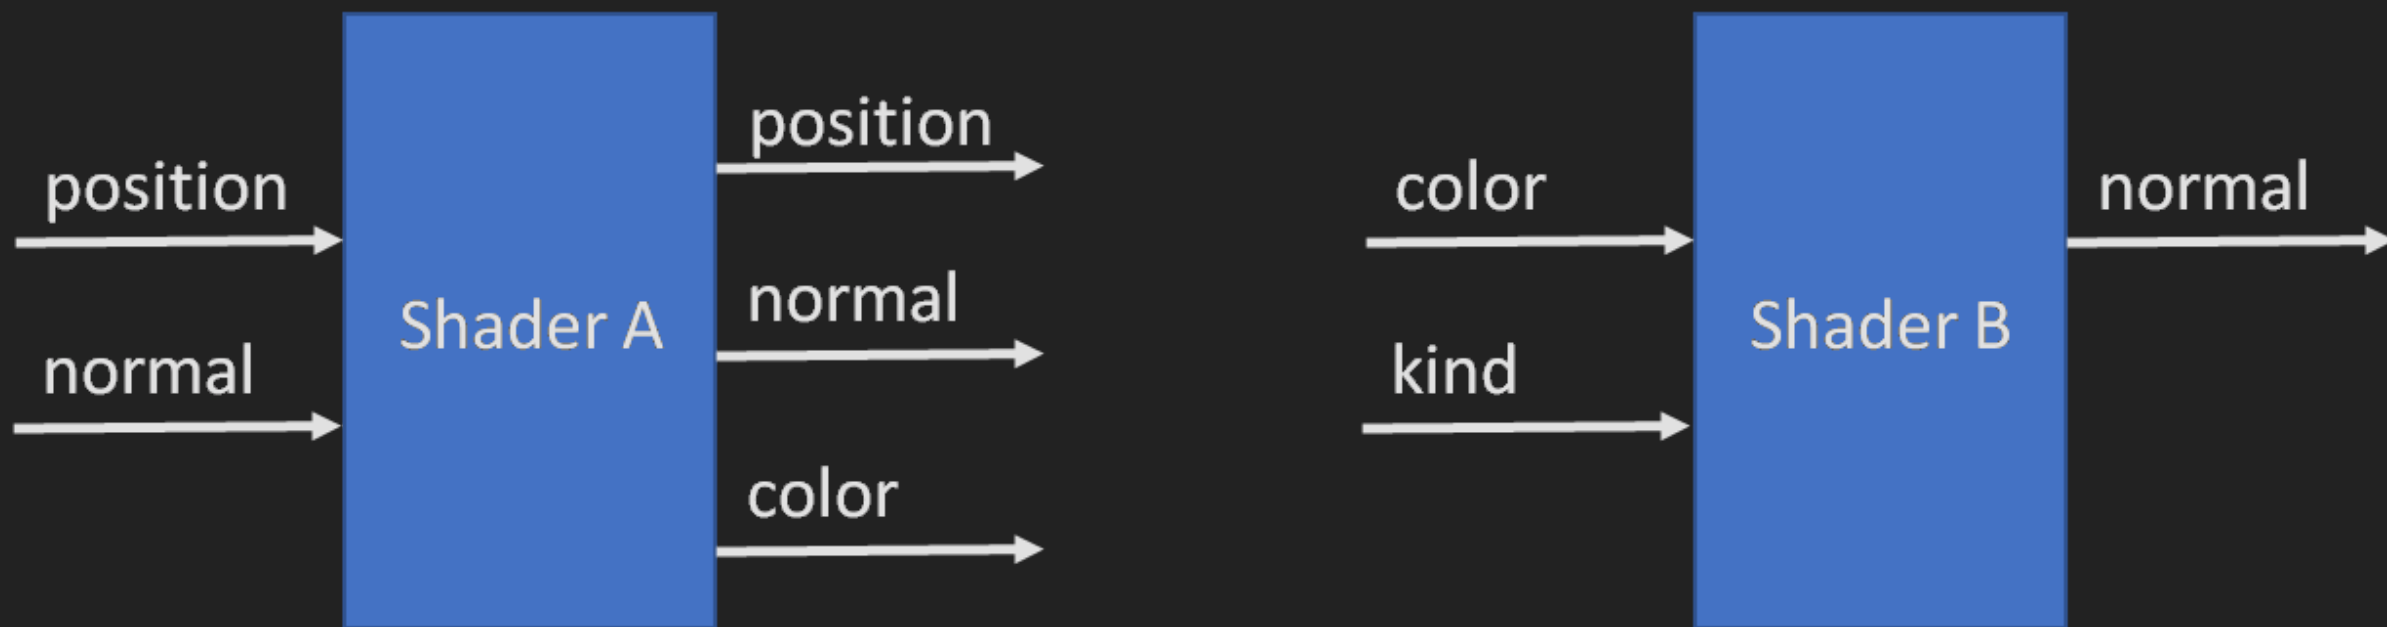 position
normal
Shader A
position
normal
color
color
kind
Shader B
normal